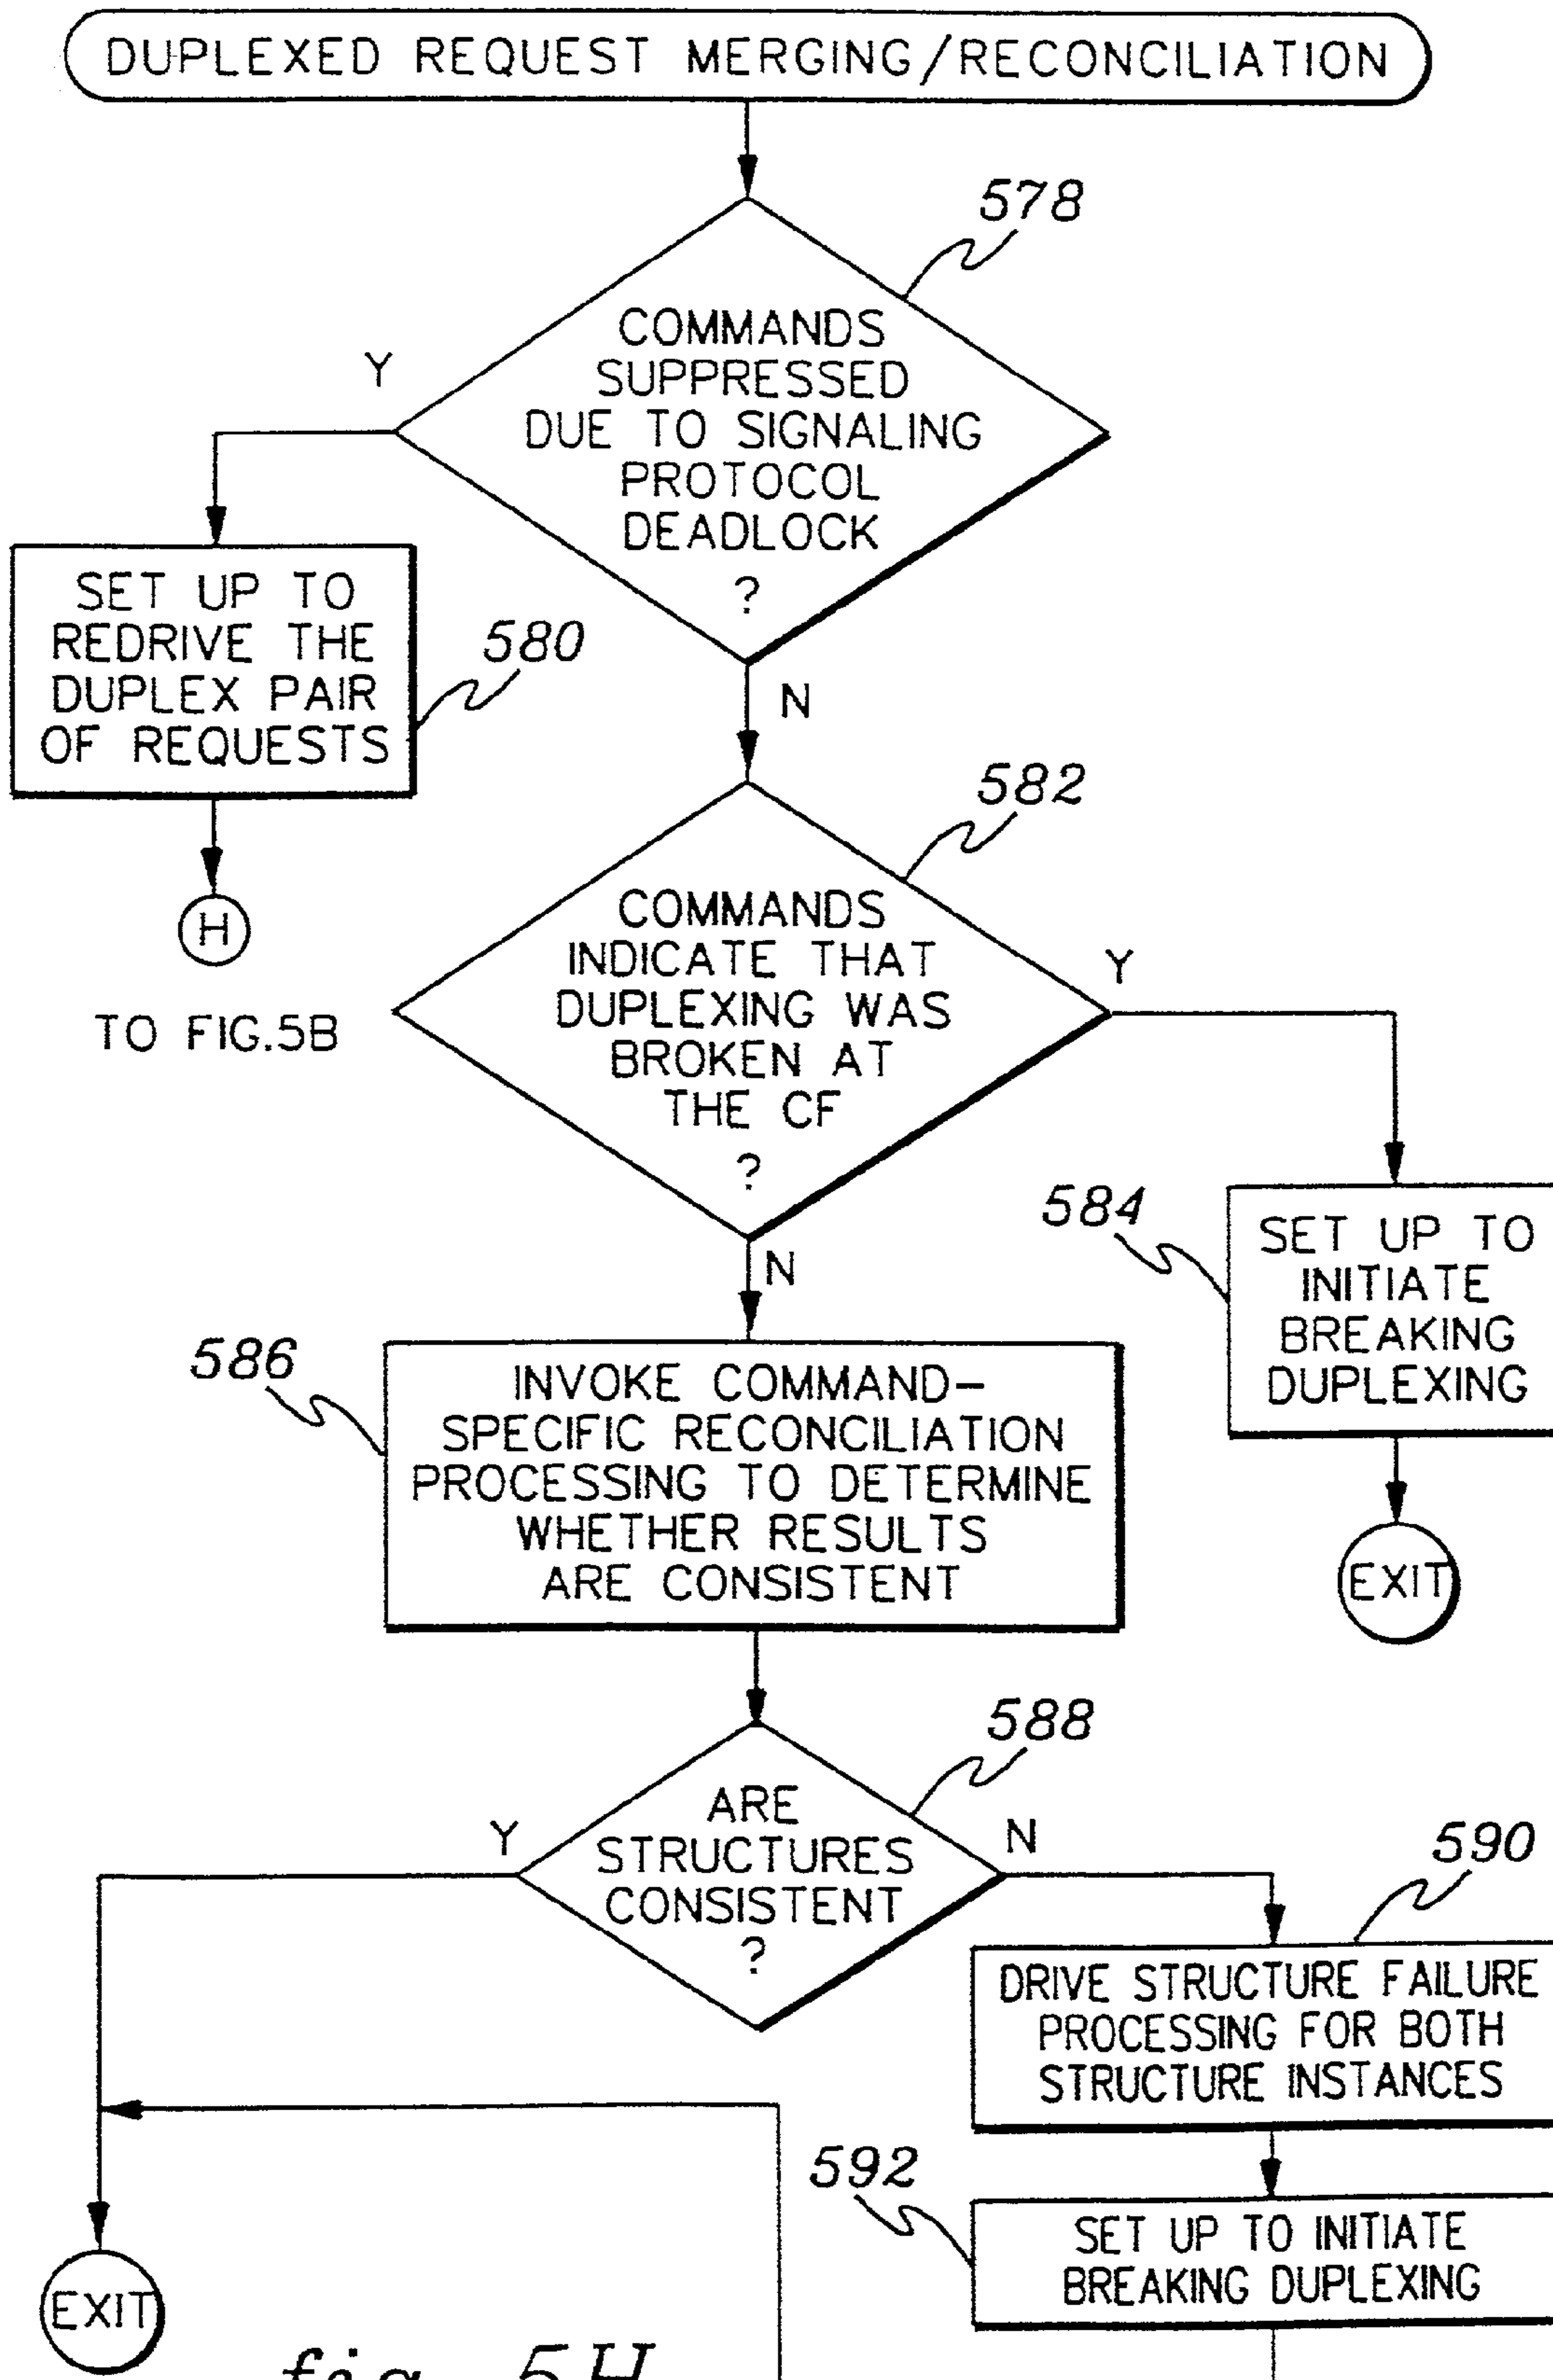 DUPLEXED REQUEST MERGING/RECONCILIATION
578
COMMANDS
SUPPRESSED
DUE TO SIGNALING
PROTOCOL
DEADLOCK
?
Y
N
SET UP TO
REDRIVE THE
DUPLEX PAIR
OF REQUESTS
580
H
TO FIG.5B
582
COMMANDS
INDICATE THAT
DUPLEXING WAS
BROKEN AT
THE CF
?
Y
N
584
SET UP TO
INITIATE
BREAKING
DUPLEXING
EXIT
586
INVOKE COMMAND-
SPECIFIC RECONCILIATION
PROCESSING TO DETERMINE
WHETHER RESULTS
ARE CONSISTENT
588
ARE
STRUCTURES
CONSISTENT
?
Y
N
590
DRIVE STRUCTURE FAILURE
PROCESSING FOR BOTH
STRUCTURE INSTANCES
592
SET UP TO INITIATE
BREAKING DUPLEXING
EXIT
fig. 5H